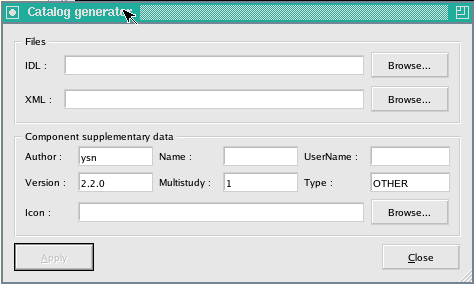 Catalog generator
Files
IDL : Browse...
XML : Browse...
Component supplementary data
Author : ysn Name : UserName :
Version : 2.2.0 Multistudy : 1 Type : OTHER
Icon : Browse...
Apply Close